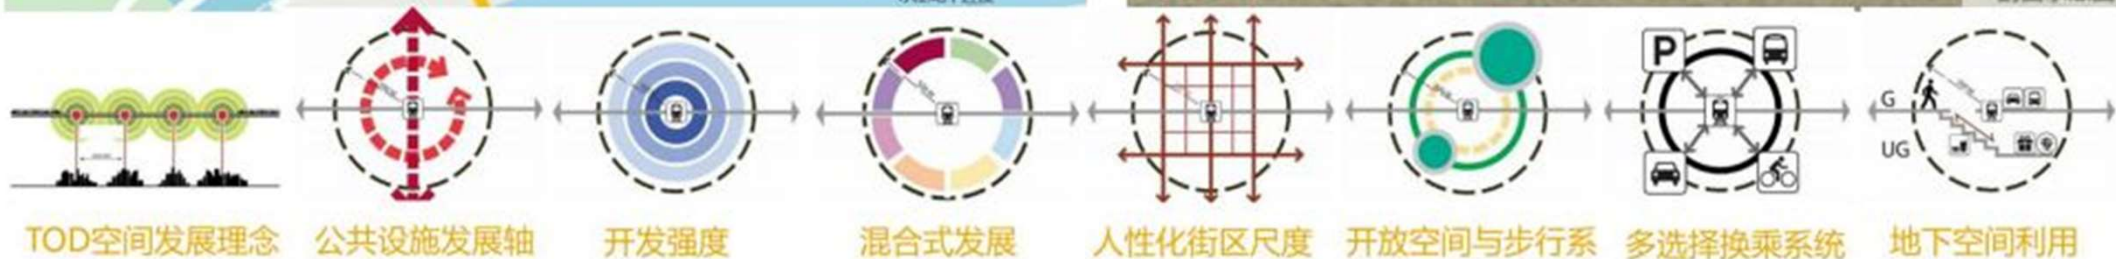 P
G
UG
TOD空间发展理念
公共设施发展轴
开发强度
混合式发展
人性化街区尺度
开放空间与步行系
多选择换乘系统
地下空间利用